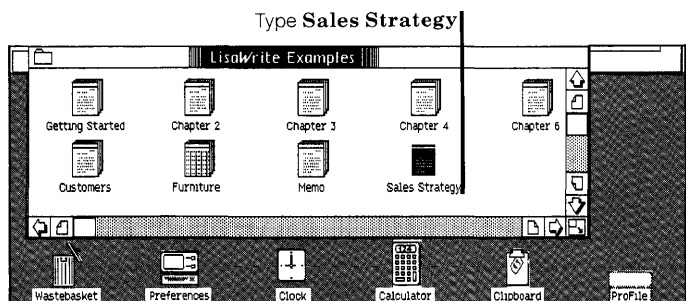 Type Sales Strategy
LisaWrite Examples
Getting Started Chapter 2 Chapter 3 Chapter 4 Chapter 6
Customers Furniture Memo Sales Strategy
Wastebasket Preferences Clock Calculator Clipboard ProFile